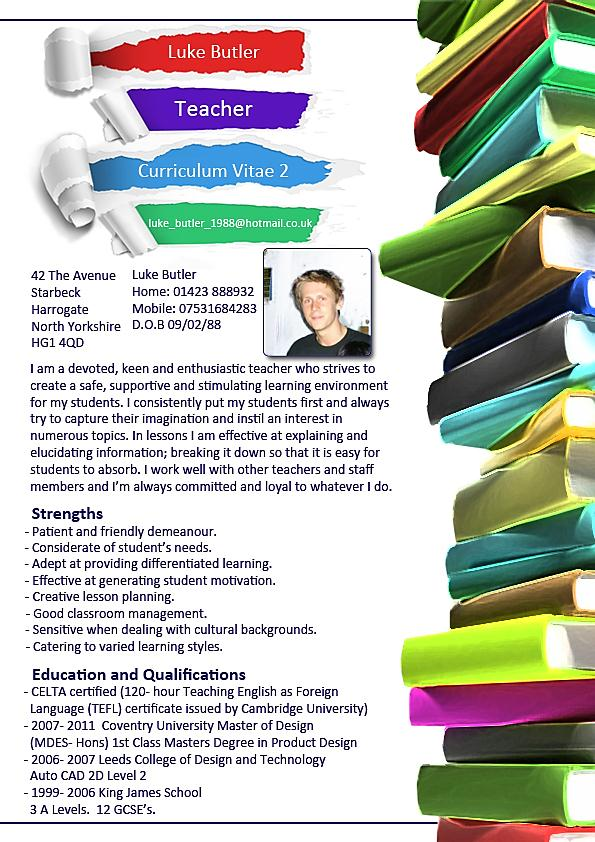 Luke Butler
Teacher
Curriculum Vitae 2
luke_butler_1988@hotmail.co.uk
42 The Avenue
Starbeck
Harrogate
North Yorkshire
HG1 4QD
Luke Butler
Home: 01423 888932
Mobile: 07531684283
D.O.B 09/02/88
I am a devoted, keen and enthusiastic teacher who strives to
create a safe, supportive and stimulating learning environment
for my students. I consistently put my students first and always
try to capture their imagination and instil an interest in
numerous topics. In lessons I am effective at explaining and
elucidating information; breaking it down so that it is easy for
students to absorb. I work well with other teachers and staff
members and I'm always committed and loyal to whatever I do.
Strengths
- Patient and friendly demeanour.
- Considerate of student's needs.
- Adept at providing differentiated learning.
- Effective at generating student motivation.
- Creative lesson planning.
- Good classroom management.
- Sensitive when dealing with cultural backgrounds.
- Catering to varied learning styles.
Education and Qualifications
- CELTA certified (120- hour Teaching English as Foreign
Language (TEFL) certificate issued by Cambridge University)
- 2007- 2011 Coventry University Master of Design
(MDES- Hons) 1st Class Masters Degree in Product Design
- 2006- 2007 Leeds College of Design and Technology
Auto CAD 2D Level 2
- 1999- 2006 King James School
3 A Levels. 12 GCSE's.